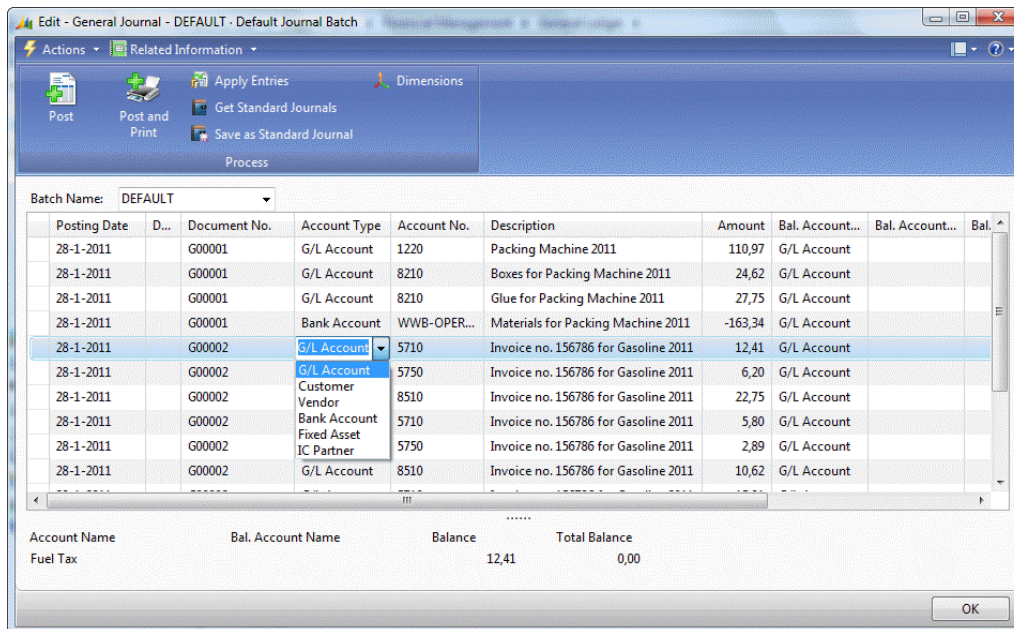 Edit - General Journal - DEFAULT · Default Journal Batch
Actions Related Information
Post
Post and Print
Apply Entries
Get Standard Journals
Save as Standard Journal
Dimensions
Process
Batch Name: DEFAULT
Posting Date D... Document No. Account Type Account No. Description Amount Bal. Account... Bal. Account... Bal.
28-1-2011 G00001 G/L Account 1220 Packing Machine 2011 110,97 G/L Account
28-1-2011 G00001 G/L Account 8210 Boxes for Packing Machine 2011 24,62 G/L Account
28-1-2011 G00001 G/L Account 8210 Glue for Packing Machine 2011 27,75 G/L Account
28-1-2011 G00001 Bank Account WWB-OPER... Materials for Packing Machine 2011 -163,34 G/L Account
28-1-2011 G00002 G/L Account 5710 Invoice no. 156786 for Gasoline 2011 12,41 G/L Account
28-1-2011 G00002 G/L Account 5750 Invoice no. 156786 for Gasoline 2011 6,20 G/L Account
28-1-2011 G00002 Customer 8510 Invoice no. 156786 for Gasoline 2011 22,75 G/L Account
Vendor
28-1-2011 G00002 Bank Account 5710 Invoice no. 156786 for Gasoline 2011 5,80 G/L Account
28-1-2011 G00002 Fixed Asset 5750 Invoice no. 156786 for Gasoline 2011 2,89 G/L Account
IC Partner
28-1-2011 G00002 G/L Account 8510 Invoice no. 156786 for Gasoline 2011 10,62 G/L Account
Account Name Bal. Account Name Balance Total Balance
Fuel Tax 12,41 0,00
OK